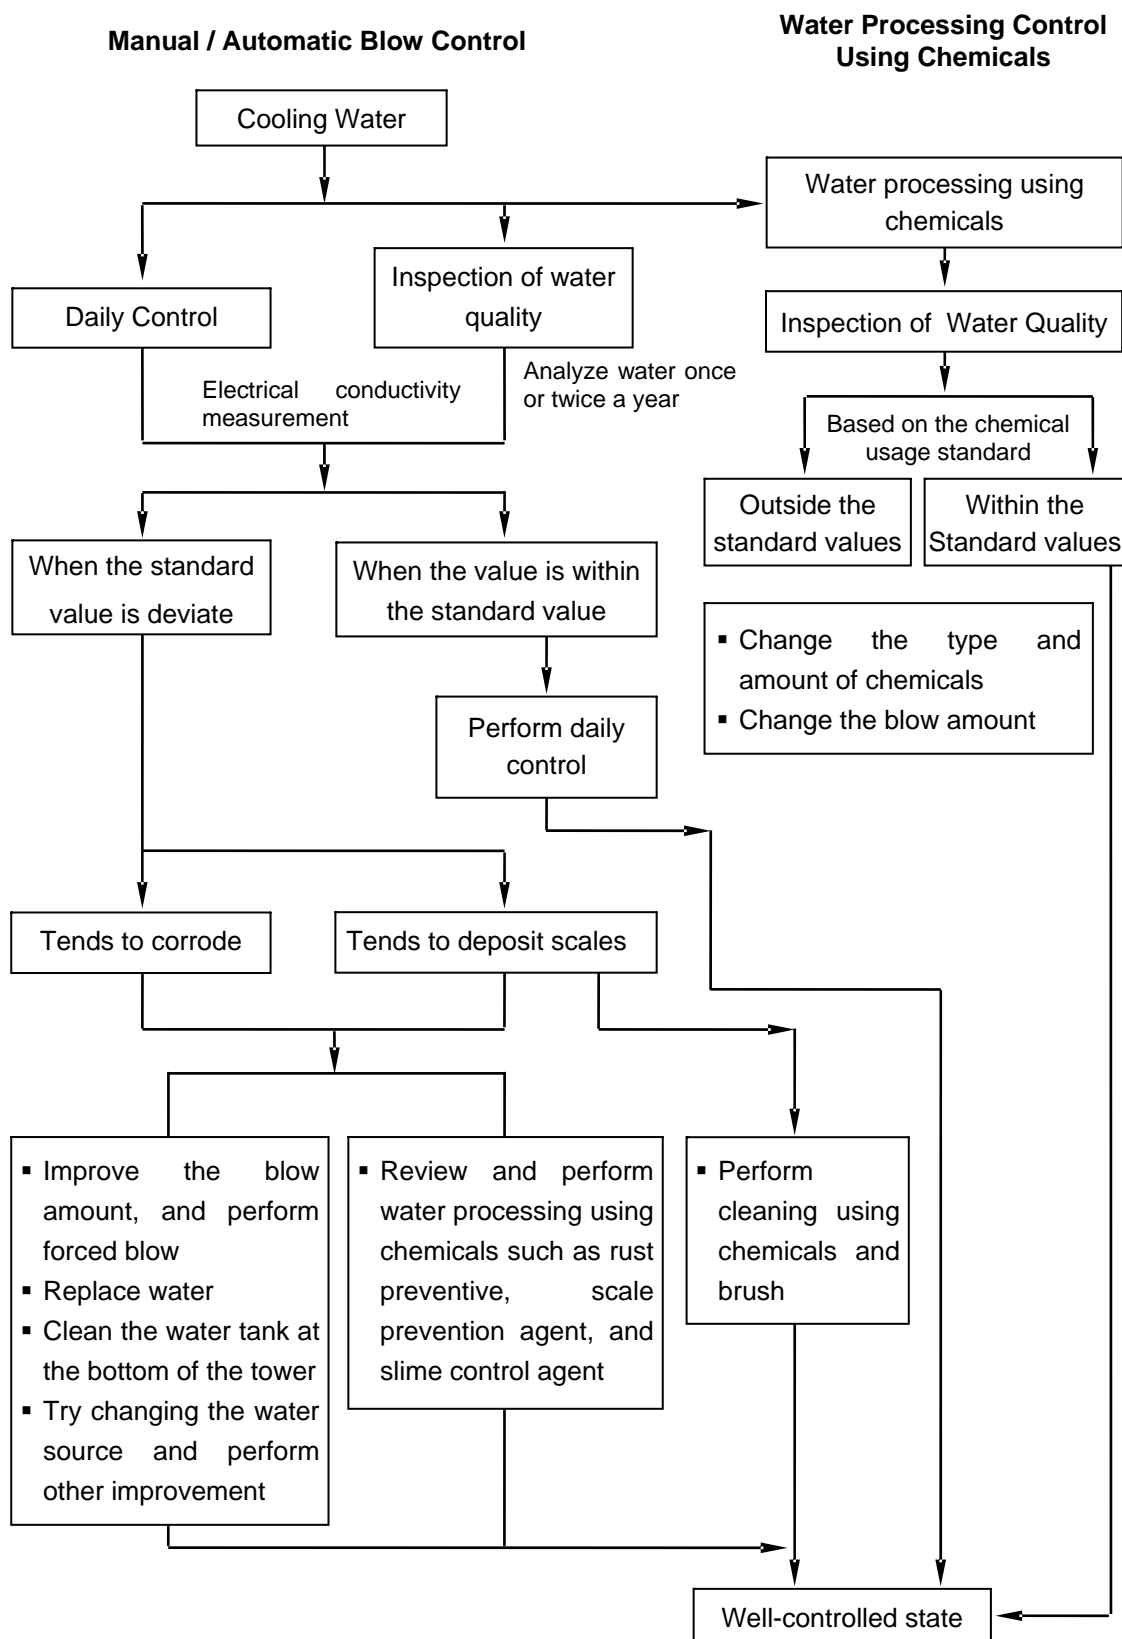 Manual / Automatic Blow Control
Water Processing Control
Using Chemicals
Cooling Water
Water processing using
chemicals
Daily Control
Inspection of water
quality
Inspection of Water Quality
Electrical conductivity
measurement
Analyze water once
or twice a year
Based on the chemical
usage standard
Outside the
standard values
Within the
Standard values
When the standard
value is deviate
When the value is within
the standard value
▪ Change the type and
amount of chemicals
▪ Change the blow amount
Perform daily
control
Tends to corrode
Tends to deposit scales
▪ Improve the blow
amount, and perform
forced blow
▪ Replace water
▪ Clean the water tank at
the bottom of the tower
▪ Try changing the water
source and perform
other improvement
▪ Review and perform
water processing using
chemicals such as rust
preventive, scale
prevention agent, and
slime control agent
▪ Perform
cleaning using
chemicals and
brush
Well-controlled state